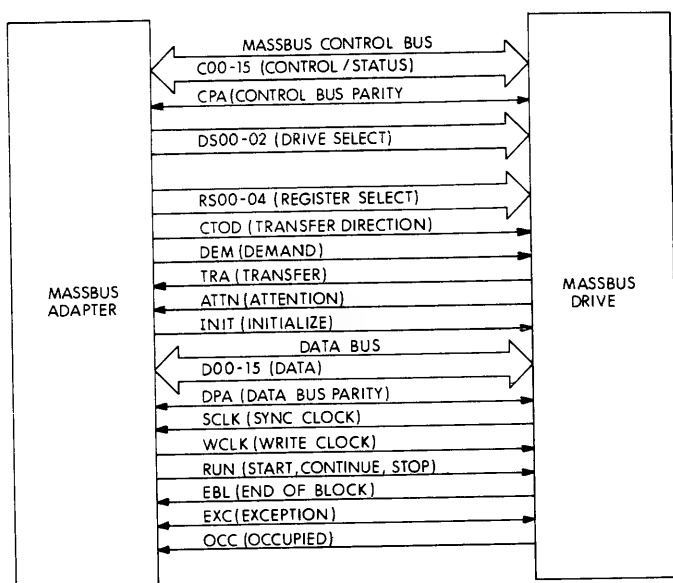 MASSBUS CONTROL BUS
C00-15 (CONTROL/STATUS)
CPA(CONTROL BUS PARITY
DS00-02 (DRIVE SELECT)
RS00-04 (REGISTER SELECT)
CTOD (TRANSFER DIRECTION)
DEM (DEMAND)
TRA (TRANSFER)
ATTN (ATTENTION)
INIT (INITIALIZE)
MASSBUS
ADAPTER
MASSBUS
DRIVE
DATA BUS
D00-15 (DATA)
DPA (DATA BUS PARITY)
SCLK (SYNC CLOCK)
WCLK (WRITE CLOCK)
RUN (START,CONTINUE, STOP)
EBL (END OF BLOCK)
EXC(EXCEPTION)
OCC (OCCUPIED)